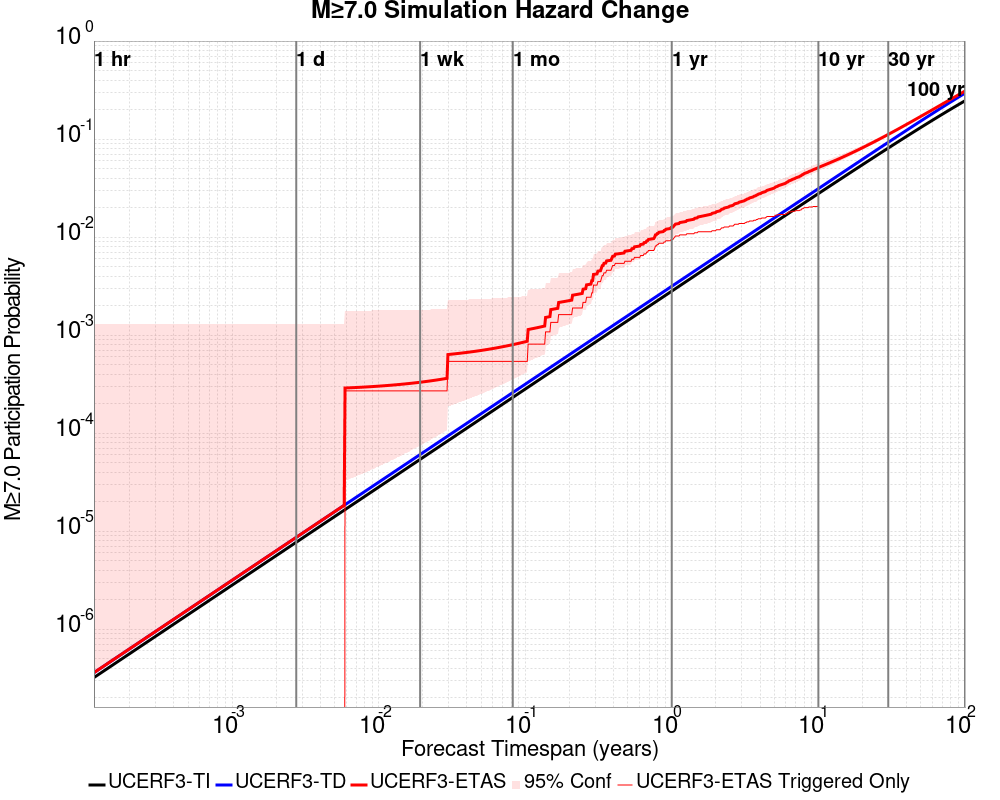 M≥7.0 Simulation Hazard Change
M≥7.0 Participation Probability
10^0
10^-1
10^-2
10^-3
10^-4
10^-5
10^-6
1 hr
1 d
1 wk
1 mo
1 yr
10 yr
30 yr
100 yr
10^-3
10^-2
10^-1
10^0
10^1
10^2
Forecast Timespan (years)
UCERF3-TI UCERF3-TD UCERF3-ETAS 95% Conf UCERF3-ETAS Triggered Only